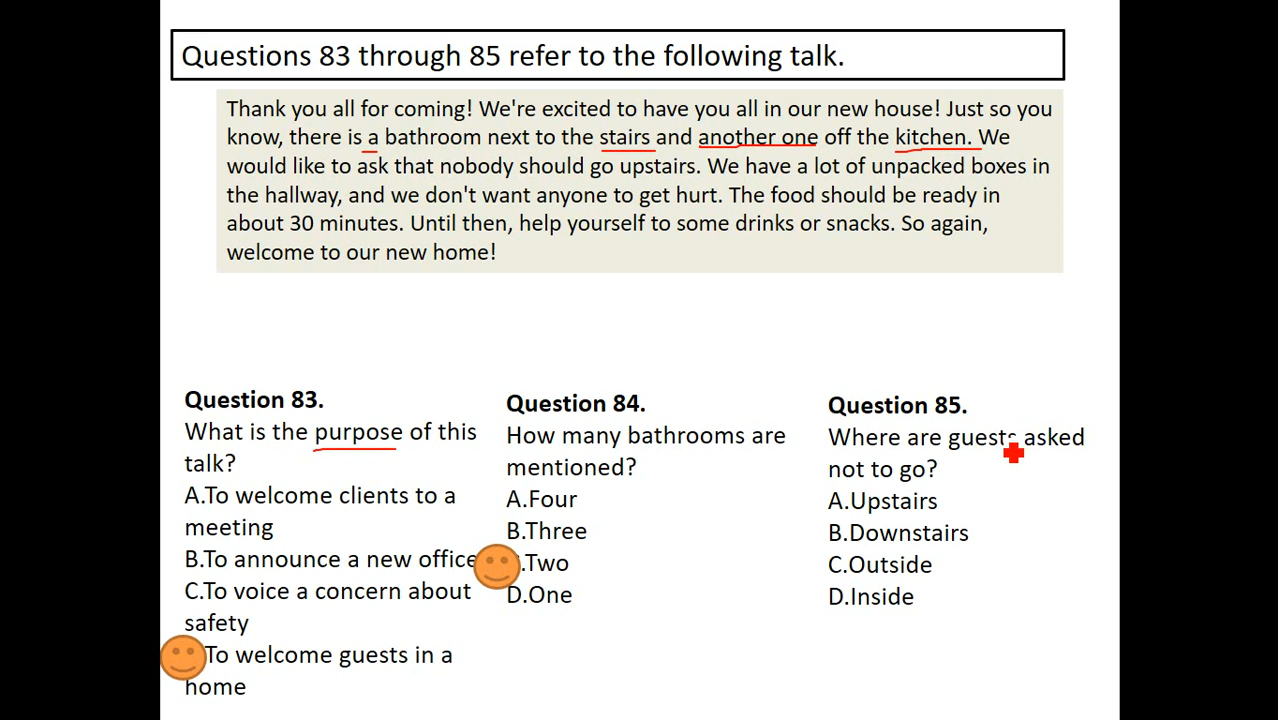 Questions 83 through 85 refer to the following talk.
Thank you all for coming! We're excited to have you all in our new house! Just so you
know, there is a bathroom next to the stairs and another one off the kitchen. We
would like to ask that nobody should go upstairs. We have a lot of unpacked boxes in
the hallway, and we don't want anyone to get hurt. The food should be ready in
about 30 minutes. Until then, help yourself to some drinks or snacks. So again,
welcome to our new home!
Question 83.
What is the purpose of this
talk?
A.To welcome clients to a
meeting
B.To announce a new office
C.To voice a concern about
safety
To welcome guests in a
home
Question 84.
How many bathrooms are
mentioned?
A.Four
B.Three
.Two
D.One
Question 85.
Where are guests asked
not to go?
A.Upstairs
B.Downstairs
C.Outside
D.Inside